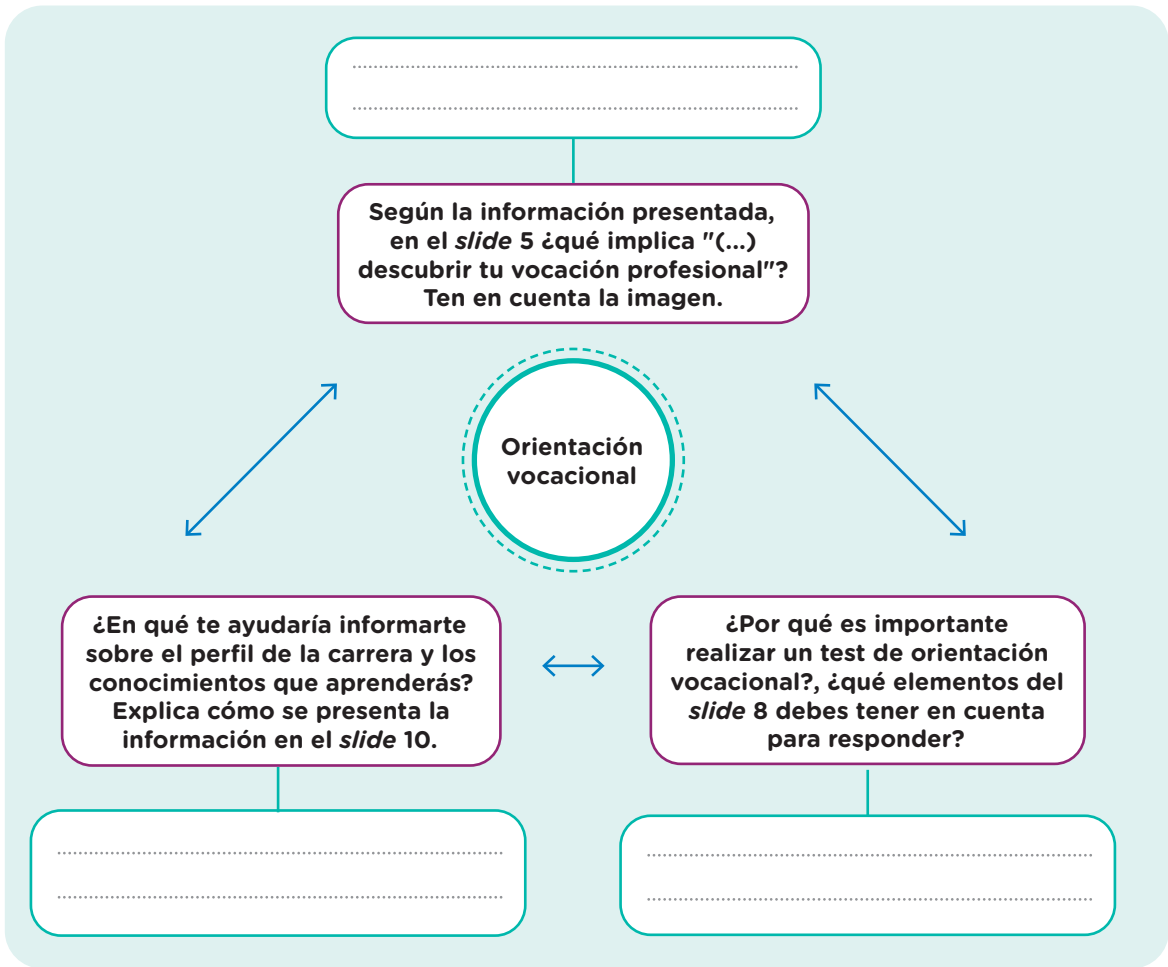 Según la información presentada,
en el slide 5 ¿qué implica "(...)
descubrir tu vocación profesional"?
Ten en cuenta la imagen.
Orientación
vocacional
¿En qué te ayudaría informarte
sobre el perfil de la carrera y los
conocimientos que aprenderás?
Explica cómo se presenta la
información en el slide 10.
¿Por qué es importante
realizar un test de orientación
vocacional?, ¿qué elementos del
slide 8 debes tener en cuenta
para responder?